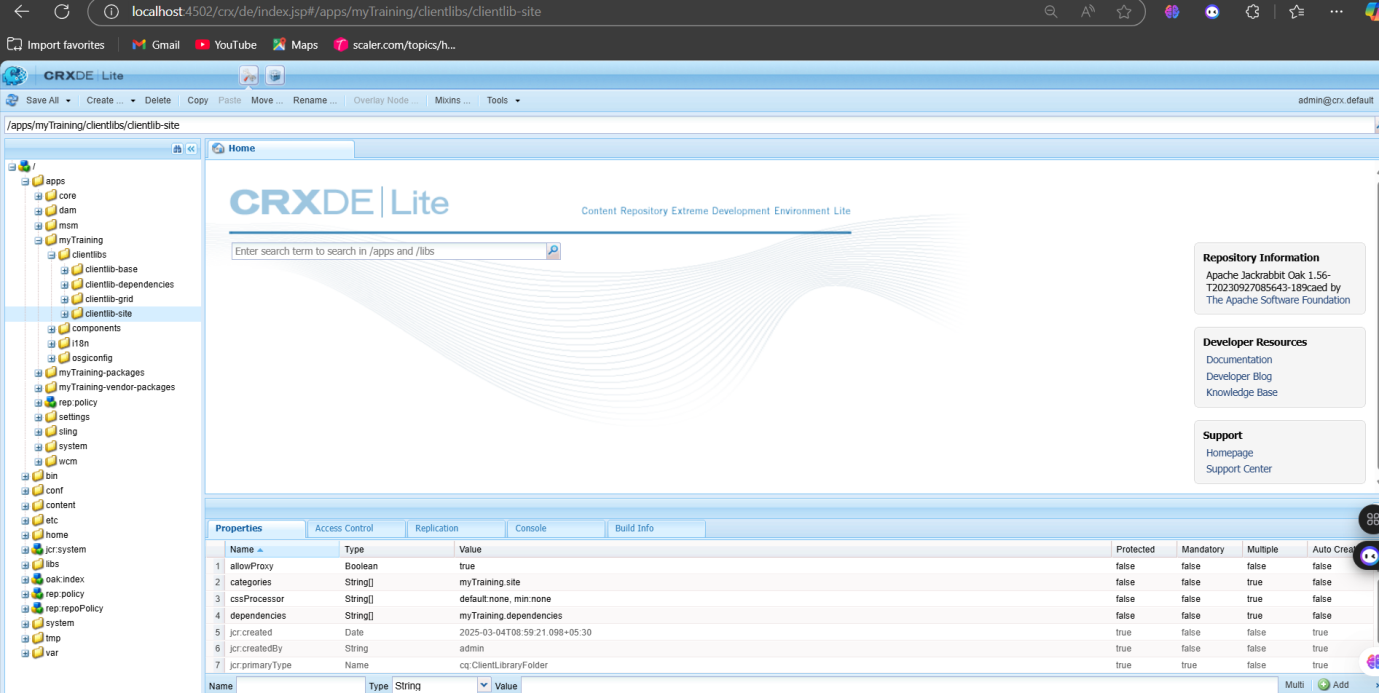 localhost:4502/crx/de/index.jsp#/apps/myTraining/clientlibs/clientlib-site
Import favorites Gmail YouTube Maps scaler.com/topics/h...
CRXDE | Lite
Save All Create ... Delete Copy Paste Move ... Rename ... Overlay Node ... Mixins ... Tools admin@crx.default
/apps/myTraining/clientlibs/clientlib-site
Home
/
apps
core
dam
msm
myTraining
clientlibs
clientlib-base
clientlib-dependencies
clientlib-grid
clientlib-site
components
i18n
osgiconfig
myTraining-packages
myTraining-vendor-packages
rep:policy
settings
sling
system
wcm
bin
conf
content
etc
home
jcr:system
libs
oak:index
rep:policy
rep:repoPolicy
system
tmp
var
CRXDE | Lite
Content Repository Extreme Development Environment Lite
Enter search term to search in /apps and /libs
Repository Information
Apache Jackrabbit Oak 1.56-
T20230927085643-189caed by
The Apache Software Foundation
Developer Resources
Documentation
Developer Blog
Knowledge Base
Support
Homepage
Support Center
Properties Access Control Replication Console Build Info
Name Type Value Protected Mandatory Multiple Auto Creat
1 allowProxy Boolean true false false false false
2 categories String[] myTraining.site false false true false
3 cssProcessor String[] default:none, min:none false false true false
4 dependencies String[] myTraining.dependencies false false true false
5 jcr:created Date 2025-03-04T08:59:21.098+05:30 true false false true
6 jcr:createdBy String admin true false false true
7 jcr:primaryType Name cq:ClientLibraryFolder true true false true
Name Type String Value Multi Add